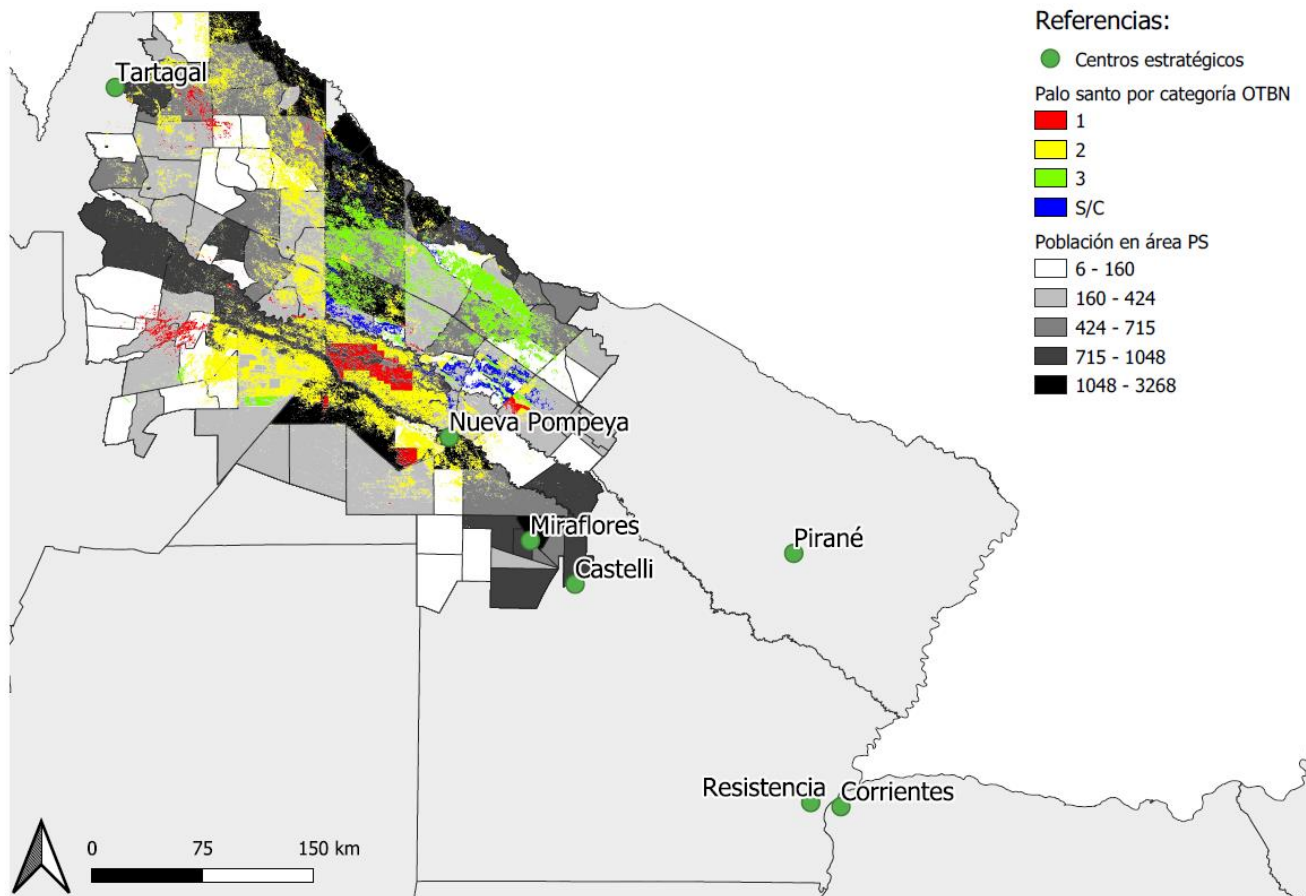 Referencias:
Centros estratégicos
Palo santo por categoría OTBN
1
2
3
S/C
Población en área PS
6 - 160
160 - 424
424 - 715
715 - 1048
1048 - 3268
Tartagal
Nueva Pompeya
Miraflores
Castelli
Pirané
Resistencia
Corrientes
0 75 150 km